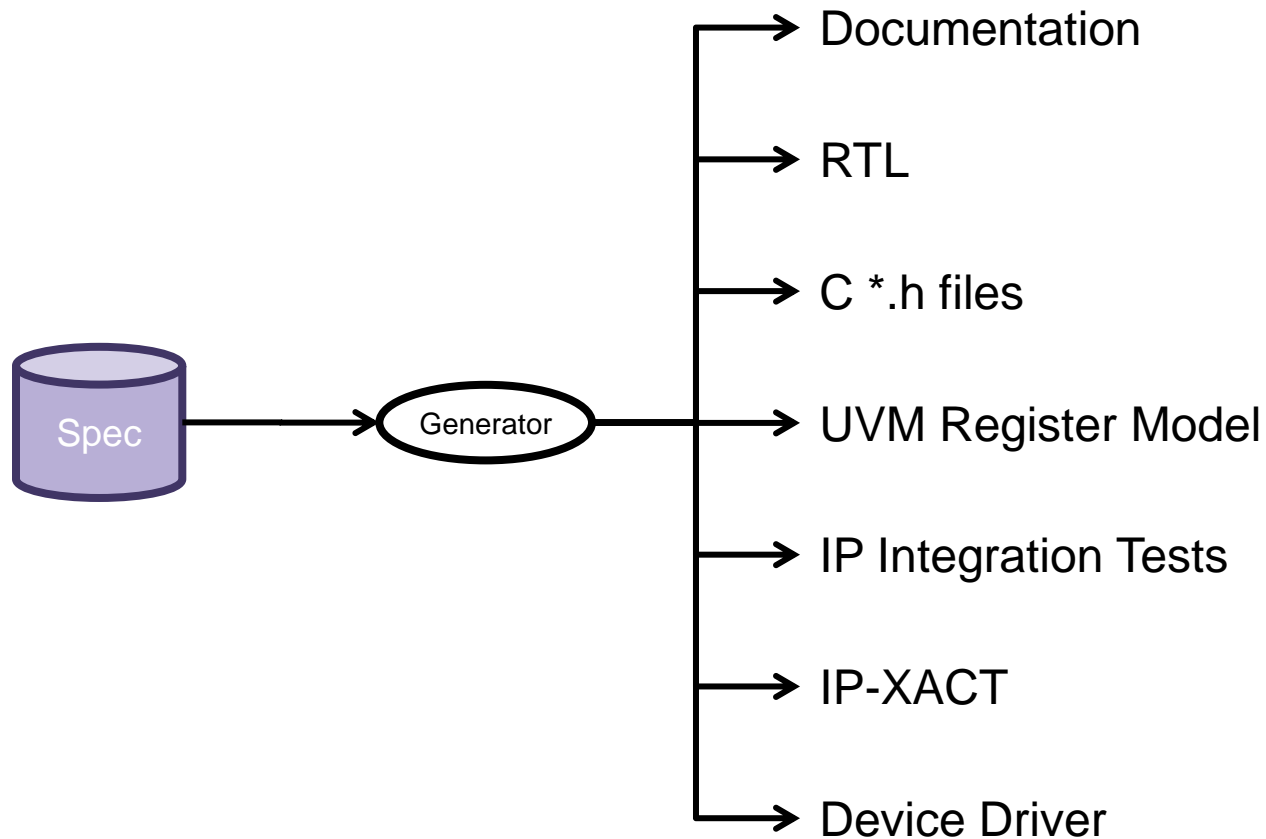 Documentation
RTL
C *.h files
Spec
Generator
UVM Register Model
IP Integration Tests
IP-XACT
Device Driver